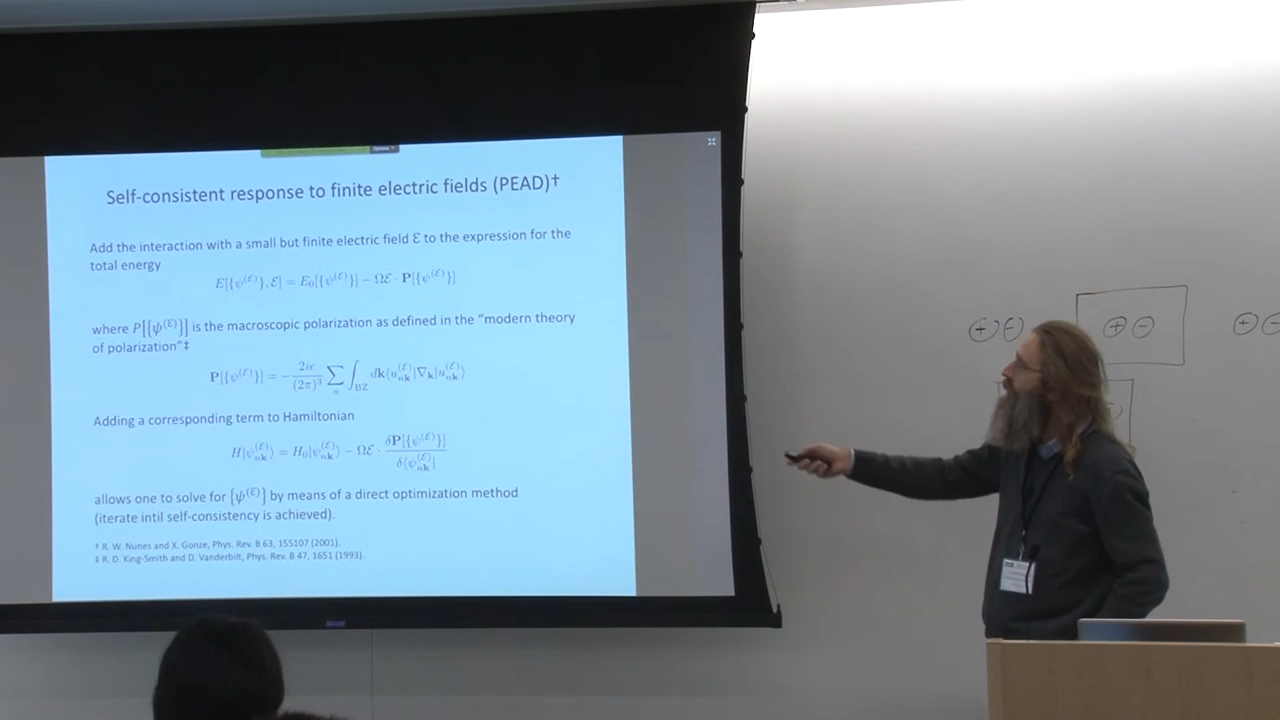 Options
Self-consistent response to finite electric fields (PEAD)†
Add the interaction with a small but finite electric field ℰ to the expression for the
total energy
E[{ψ^(ℰ)}, ℰ] = E₀[{ψ^(ℰ)}] − Ωℰ · P[{ψ^(ℰ)}]
where P[{ψ^(ℰ)}] is the macroscopic polarization as defined in the "modern theory
of polarization"‡
P[{ψ^(ℰ)}] = −2ie/(2π)³ ∑_n ∫_BZ dk⟨u_nk^(ℰ)|∇_k|u_nk^(ℰ)⟩
Adding a corresponding term to Hamiltonian
H|ψ_nk^(ℰ)⟩ = H₀|ψ_nk^(ℰ)⟩ − Ωℰ · δP[{ψ^(ℰ)}]/δ⟨ψ_nk^(ℰ)|
allows one to solve for {ψ^(ℰ)} by means of a direct optimization method
(iterate intil self-consistency is achieved).
† R. W. Nunes and X. Gonze, Phys. Rev. B 63, 155107 (2001).
‡ R. D. King-Smith and D. Vanderbilt, Phys. Rev. B 47, 1651 (1993).
+ − + − + −